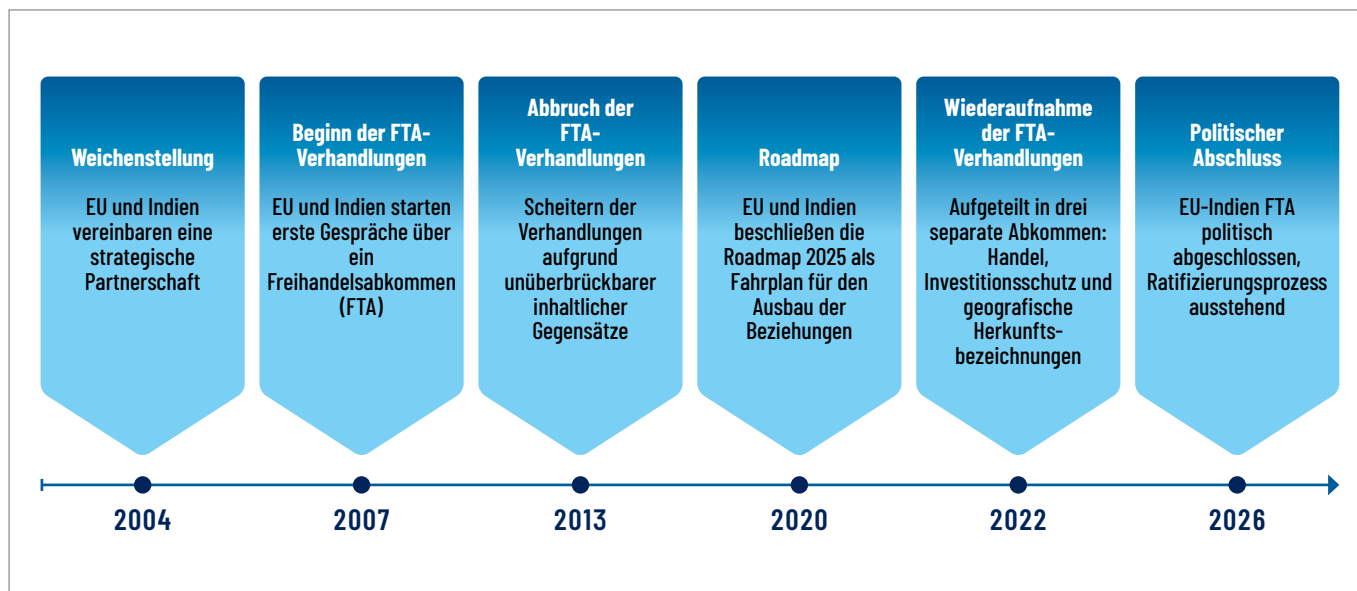 Weichenstellung
EU und Indien
vereinbaren eine
strategische
Partnerschaft
2004
Beginn der FTA-
Verhandlungen
EU und Indien starten
erste Gespräche über
ein
Freihandelsabkommen
(FTA)
2007
Abbruch der
FTA-
Verhandlungen
Scheitern der
Verhandlungen
aufgrund
unüberbrückbarer
inhaltlicher
Gegensätze
2013
Roadmap
EU und Indien
beschließen die
Roadmap 2025 als
Fahrplan für den
Ausbau der
Beziehungen
2020
Wiederaufnahme
der FTA-
Verhandlungen
Aufgeteilt in drei
separate Abkommen:
Handel,
Investitionsschutz und
geografische
Herkunfts-
bezeichnungen
2022
Politischer
Abschluss
EU-Indien FTA
politisch
abgeschlossen,
Ratifizierungsprozess
ausstehend
2026